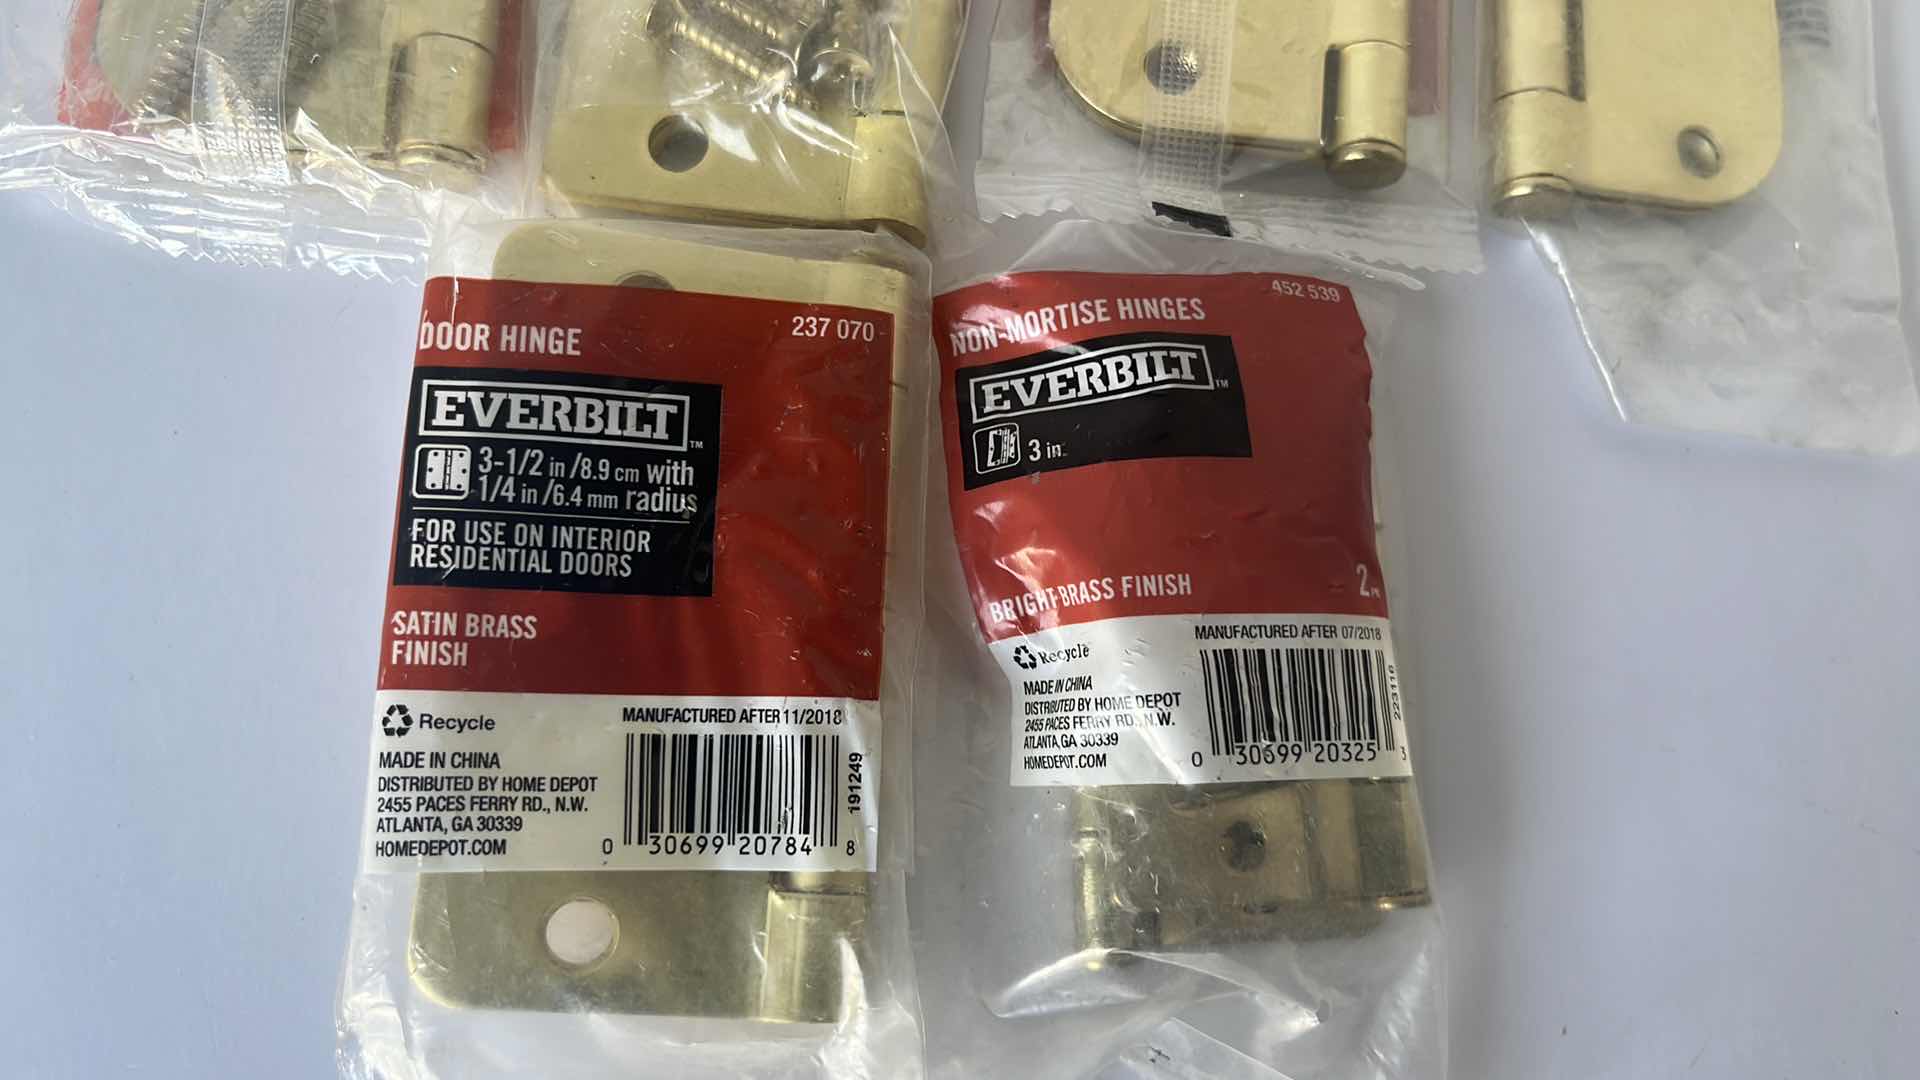 DOOR HINGE
237 070
EVERBILT™
3-1/2 in /8.9 cm with
1/4 in /6.4 mm radius
FOR USE ON INTERIOR
RESIDENTIAL DOORS
SATIN BRASS
FINISH
Recycle
MANUFACTURED AFTER 11/2018
MADE IN CHINA
DISTRIBUTED BY HOME DEPOT
2455 PACES FERRY RD., N.W.
ATLANTA, GA 30339
HOMEDEPOT.COM
0 30699 20784 8
191249
NON-MORTISE HINGES
452 539
EVERBILT™
3 in.
BRIGHT BRASS FINISH
2 PK
Recycle
MANUFACTURED AFTER 07/2018
MADE IN CHINA
DISTRIBUTED BY HOME DEPOT
2455 PACES FERRY RD., N.W.
ATLANTA, GA 30339
HOMEDEPOT.COM
0 30699 20325 3
223116